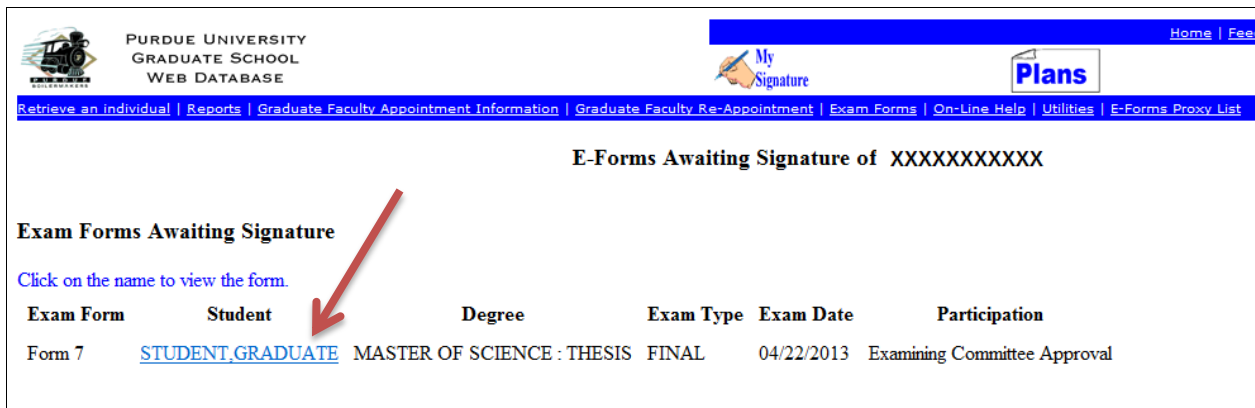 PURDUE UNIVERSITY
GRADUATE SCHOOL
WEB DATABASE
PURDUE
BOILERMAKERS
Home | Fee
My
Signature
Plans
Retrieve an individual | Reports | Graduate Faculty Appointment Information | Graduate Faculty Re-Appointment | Exam Forms | On-Line Help | Utilities | E-Forms Proxy List
E-Forms Awaiting Signature of XXXXXXXXXXX
Exam Forms Awaiting Signature
Click on the name to view the form.
Exam Form Student Degree Exam Type Exam Date Participation
Form 7 STUDENT,GRADUATE MASTER OF SCIENCE : THESIS FINAL 04/22/2013 Examining Committee Approval